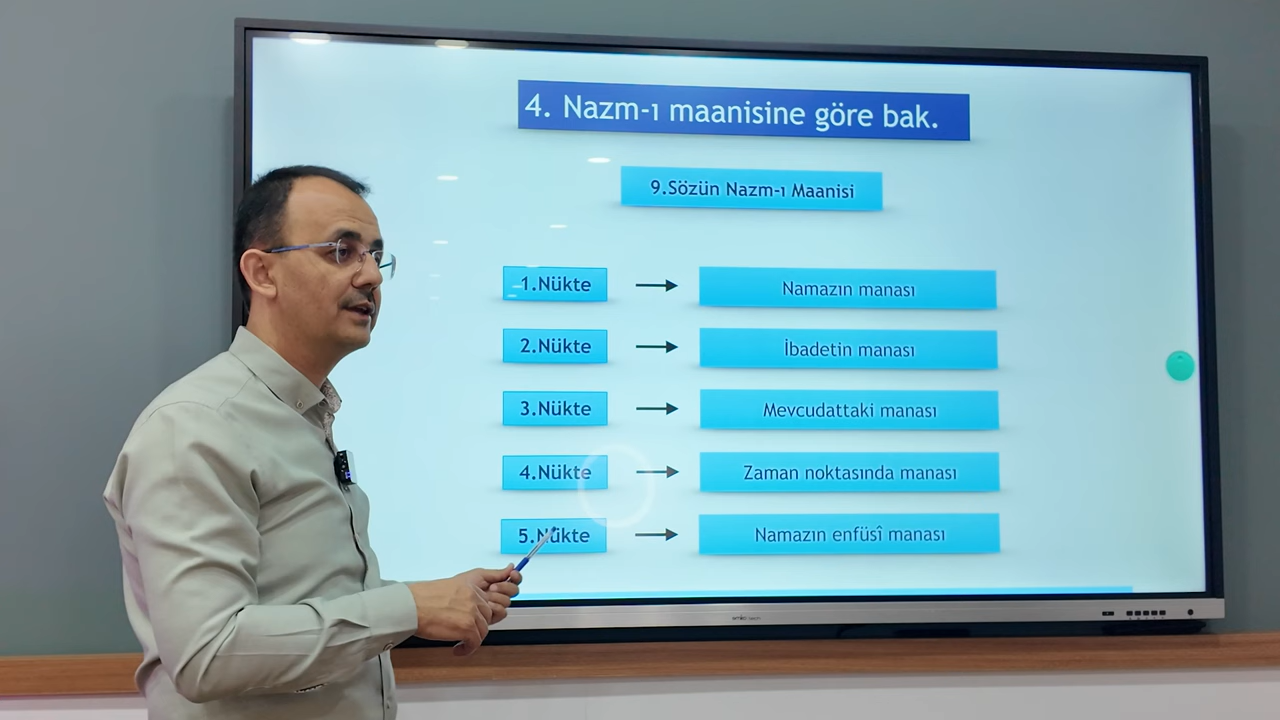 4. Nazm-ı maanisine göre bak.
9.Sözün Nazm-ı Maanisi
1.Nükte
Namazın manası
2.Nükte
İbadetin manası
3.Nükte
Mevcudattaki manası
4.Nükte
Zaman noktasında manası
5.Nükte
Namazın enfüsî manası